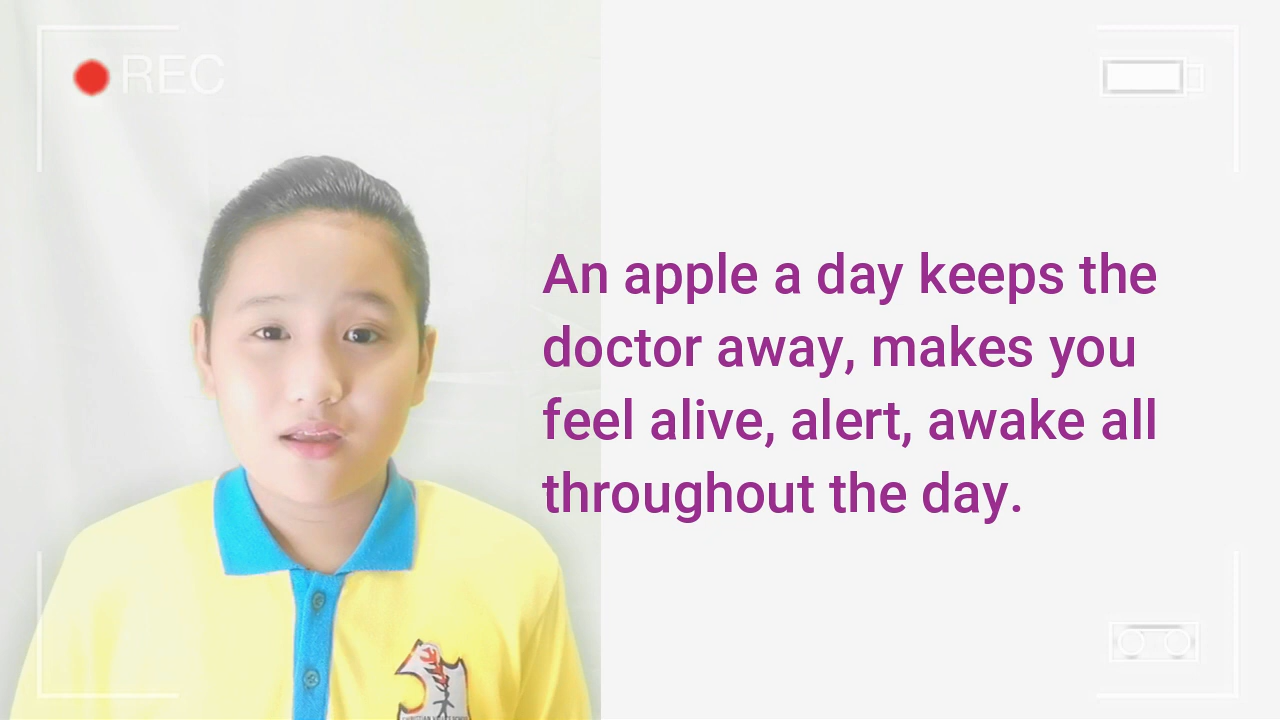 REC
An apple a day keeps the
doctor away, makes you
feel alive, alert, awake all
throughout the day.